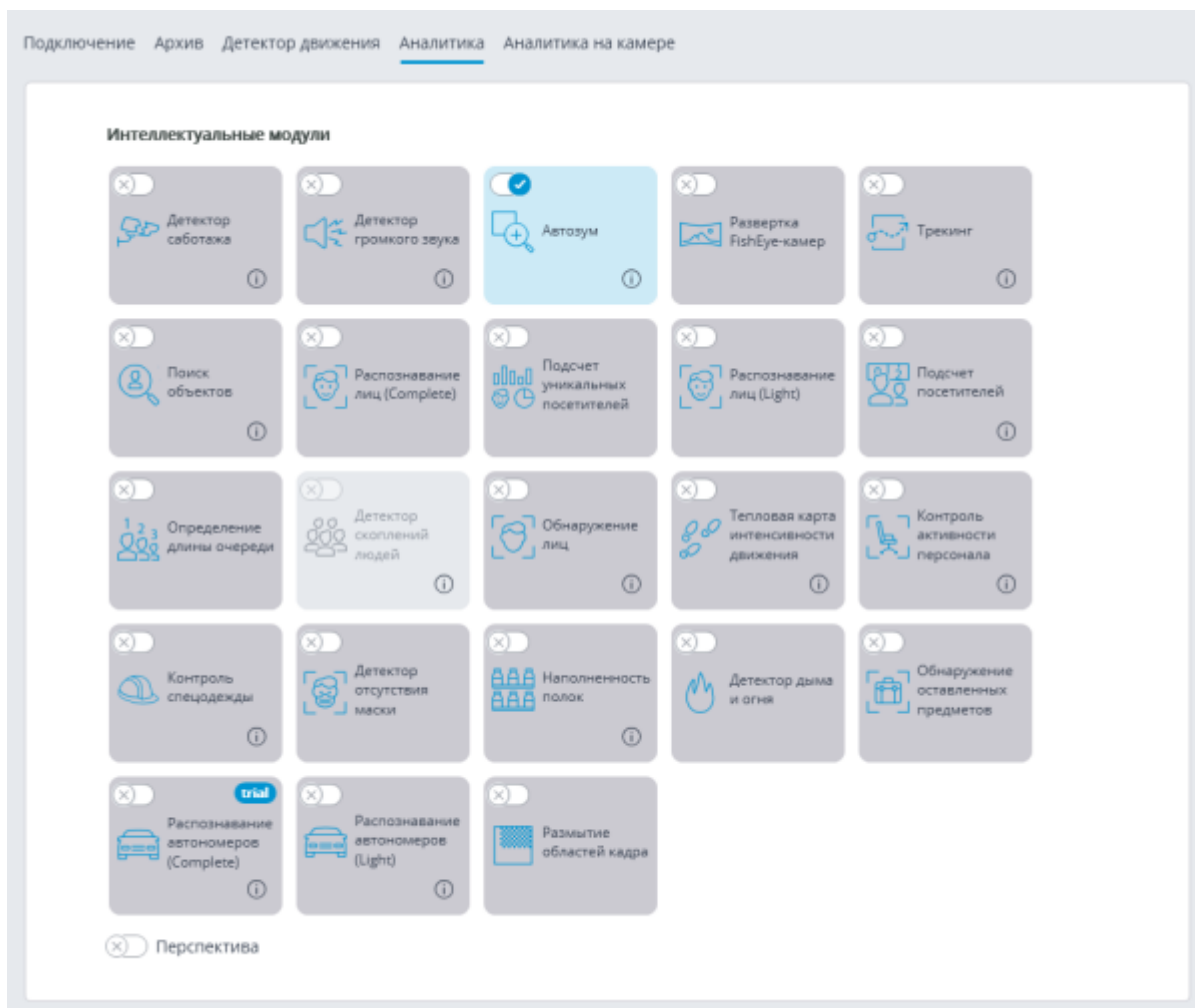 Подключение Архив Детектор движения Аналитика Аналитика на камере
Интеллектуальные модули
Детектор
саботажа
Детектор
громкого звука
Автозум
Развертка
FishEye-камер
Трекинг
Поиск
объектов
Распознавание
лиц (Complete)
Подсчет
уникальных
посетителей
Распознавание
лиц (Light)
Подсчет
посетителей
1 2 3
Определение
длины очереди
Детектор
скоплений
людей
Обнаружение
лиц
Тепловая карта
интенсивности
движения
Контроль
активности
персонала
Контроль
спецодежды
Детектор
отсутствия
маски
Наполненность
полок
Детектор дыма
и огня
Обнаружение
оставленных
предметов
trial
Распознавание
автономеров
(Complete)
Распознавание
автономеров
(Light)
Размытие
областей кадра
Перспектива